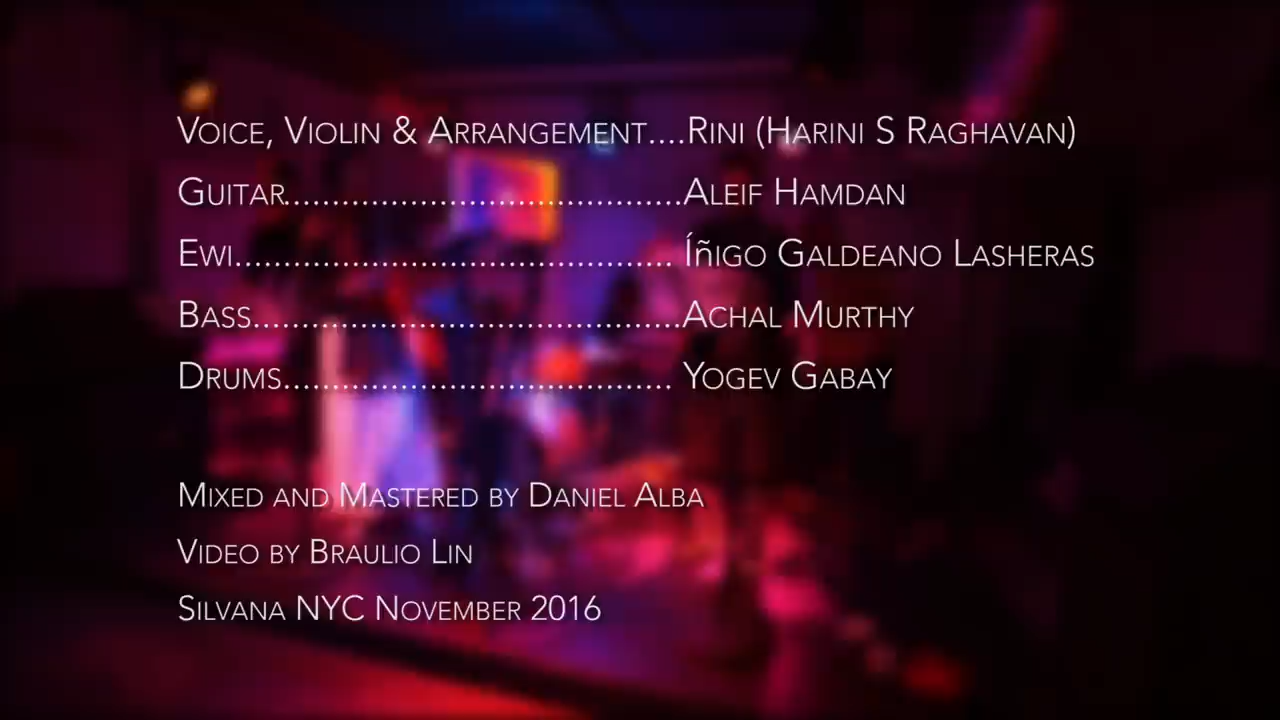 Voice, Violin & Arrangement....Rini (Harini S Raghavan)
Guitar.........................................Aleif Hamdan
Ewi............................................. Íñigo Galdeano Lasheras
Bass............................................Achal Murthy
Drums........................................ Yogev Gabay
Mixed and Mastered by Daniel Alba
Video by Braulio Lin
Silvana NYC November 2016